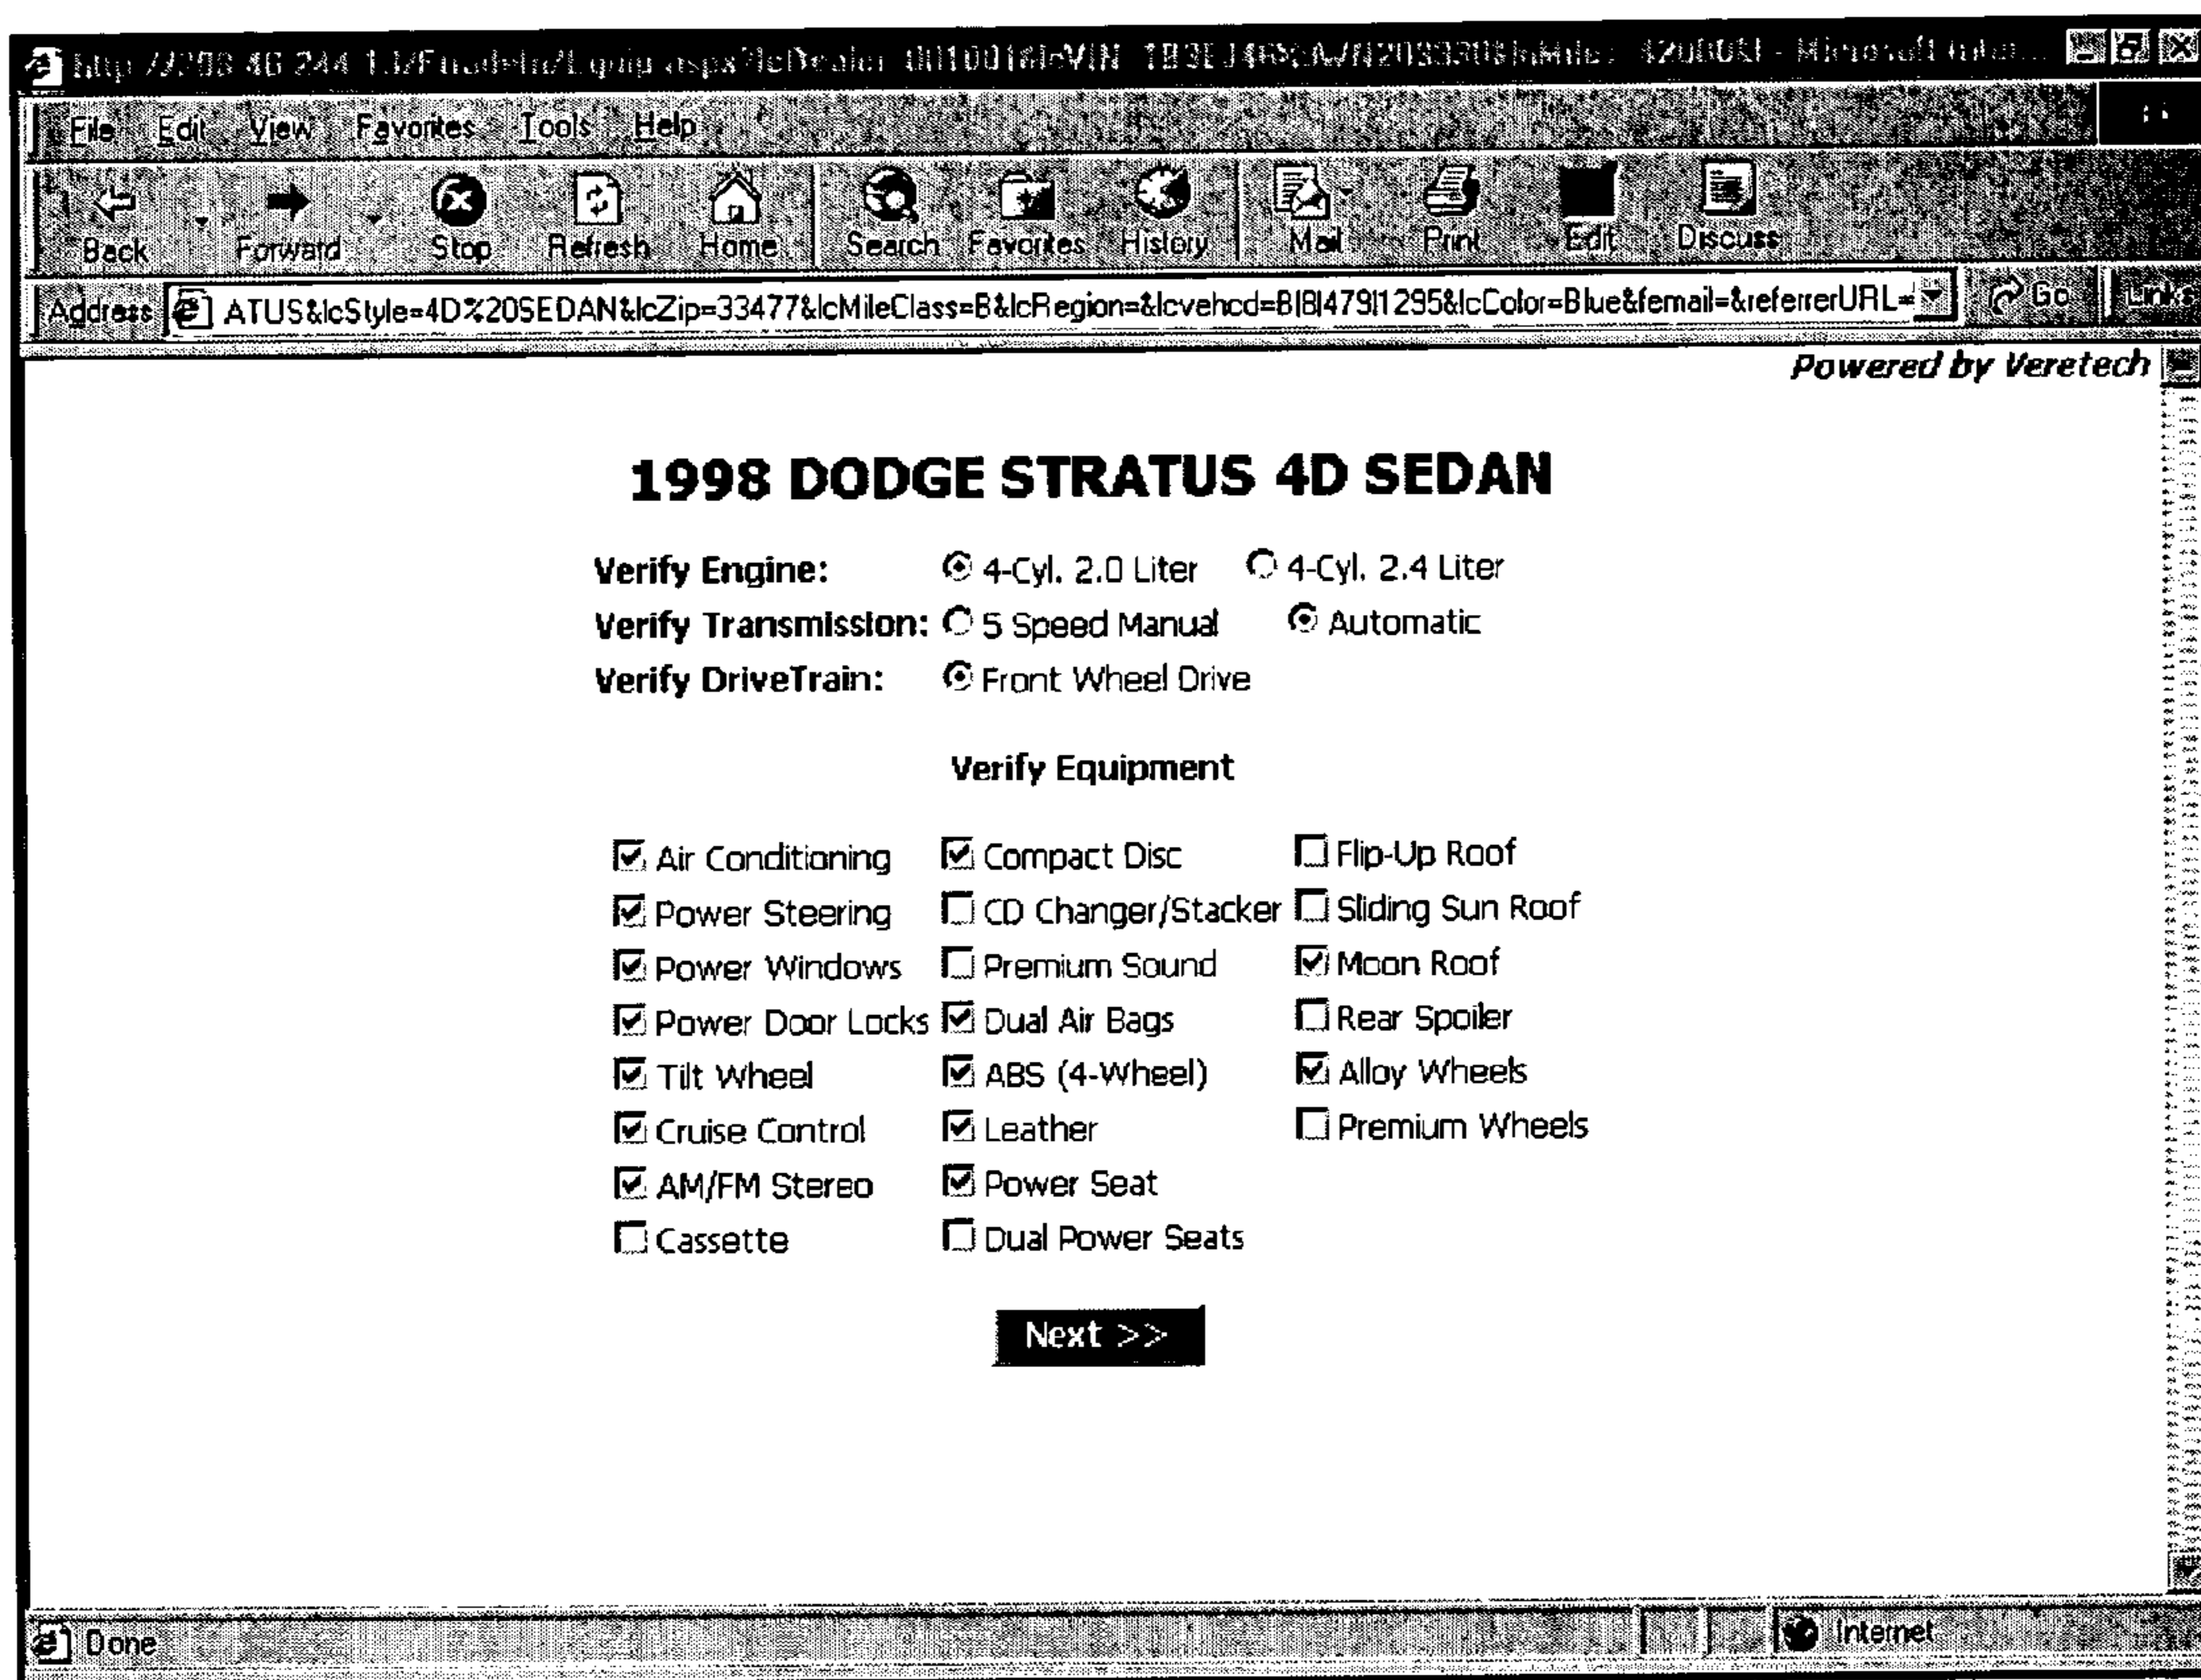 File Edit View Favorites Tools Help
Back Forward Stop Refresh Home Search Favorites History Mail Print Edit Discuss
Address ATUS&lcStyle=4D%20SEDAN&lcZip=33477&lcMileClass=B&lcRegion=&lcvehcd=B|8|479|1295&lcColor=Blue&femail=&referrerURL= Go Links
Powered by Veretech
1998 DODGE STRATUS 4D SEDAN
Verify Engine: 4-Cyl. 2.0 Liter 4-Cyl. 2.4 Liter
Verify Transmission: 5 Speed Manual Automatic
Verify DriveTrain: Front Wheel Drive
Verify Equipment
Air Conditioning Compact Disc Flip-Up Roof
Power Steering CD Changer/Stacker Sliding Sun Roof
Power Windows Premium Sound Moon Roof
Power Door Locks Dual Air Bags Rear Spoiler
Tilt Wheel ABS (4-Wheel) Alloy Wheels
Cruise Control Leather Premium Wheels
AM/FM Stereo Power Seat
Cassette Dual Power Seats
Next >>
Done Internet